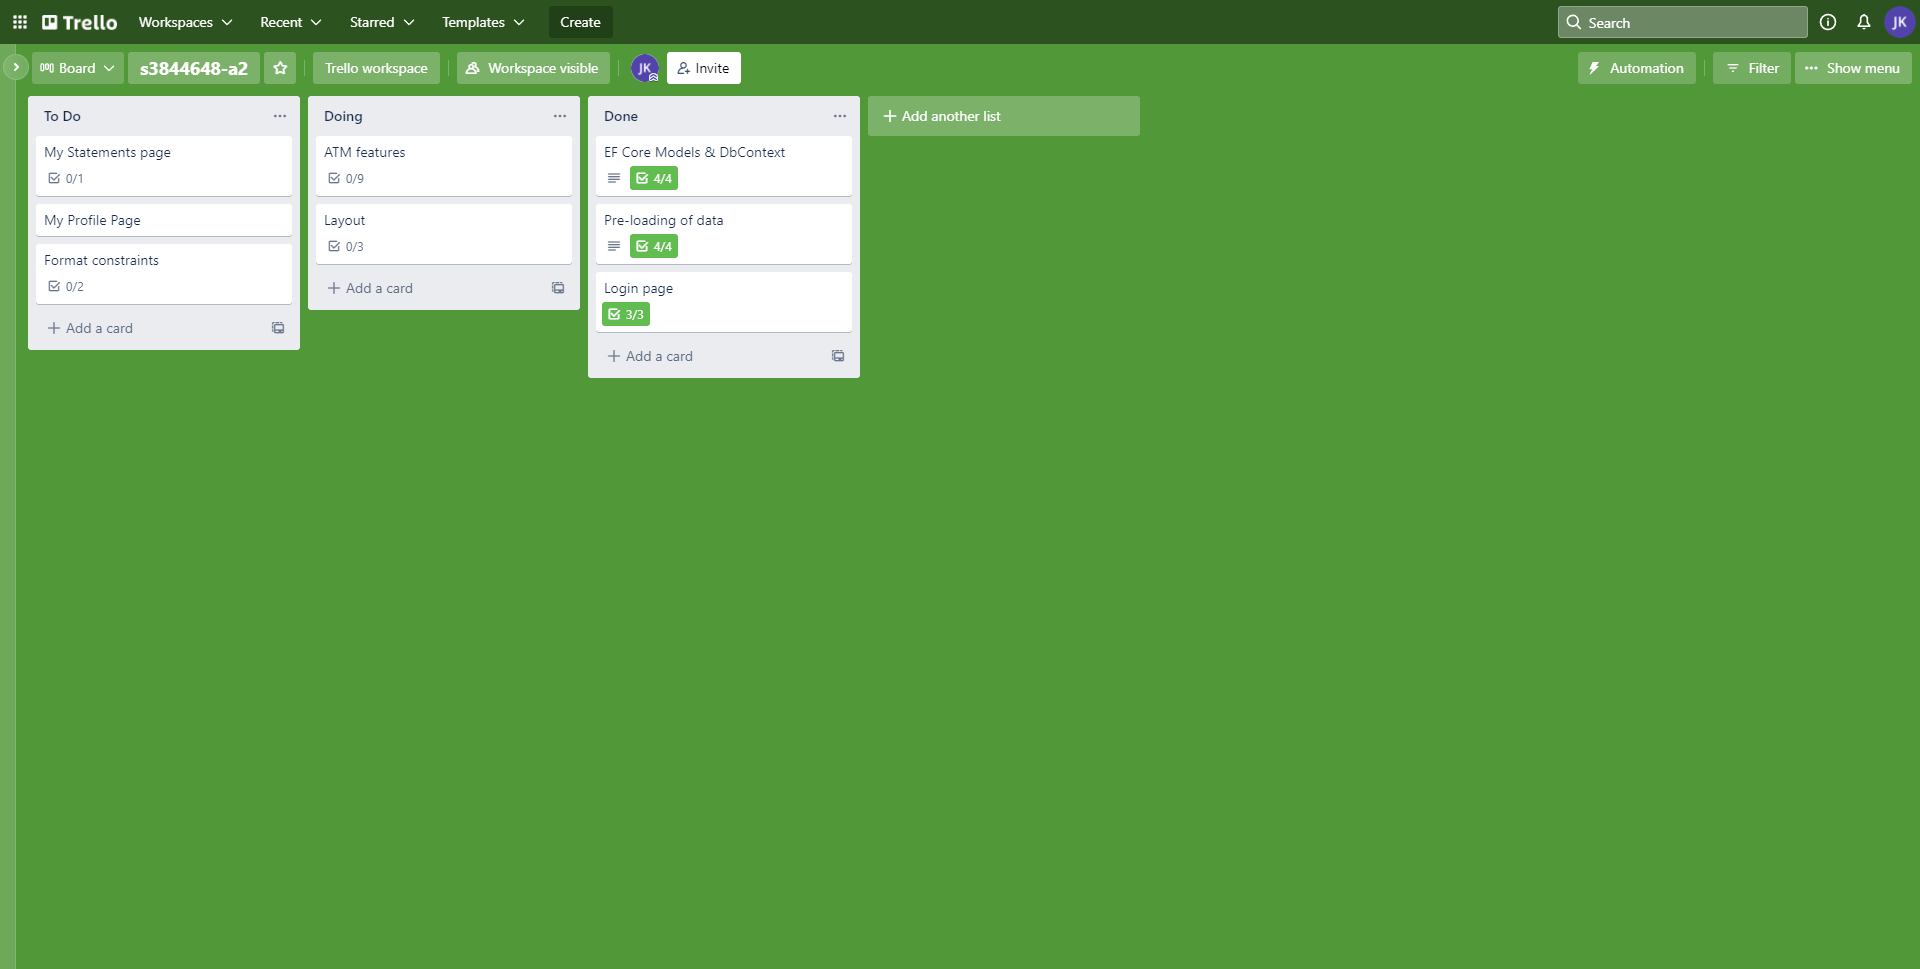 Trello Workspaces Recent Starred Templates Create Search JK
Board s3844648-a2 Trello workspace Workspace visible JK Invite Automation Filter Show menu
To Do
My Statements page
0/1
My Profile Page
Format constraints
0/2
Add a card
Doing
ATM features
0/9
Layout
0/3
Add a card
Done
EF Core Models & DbContext
4/4
Pre-loading of data
4/4
Login page
3/3
Add a card
Add another list